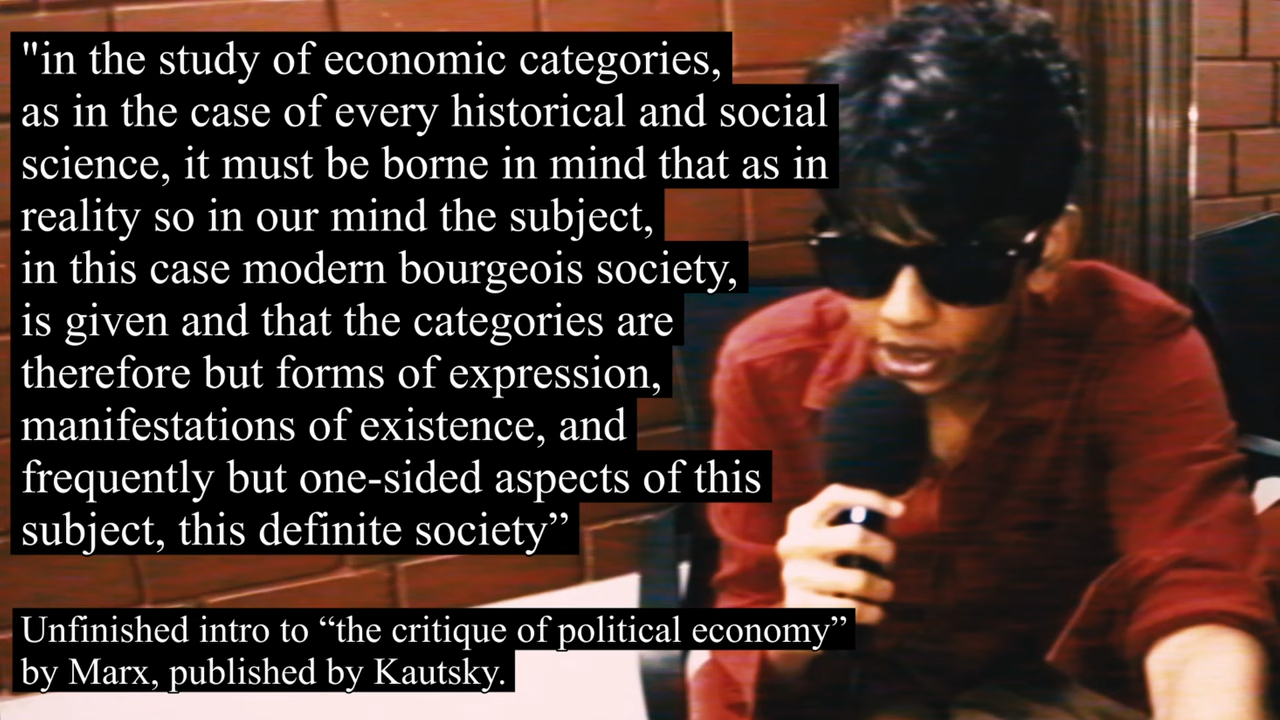 "in the study of economic categories,
as in the case of every historical and social
science, it must be borne in mind that as in
reality so in our mind the subject,
in this case modern bourgeois society,
is given and that the categories are
therefore but forms of expression,
manifestations of existence, and
frequently but one-sided aspects of this
subject, this definite society”
Unfinished intro to “the critique of political economy”
by Marx, published by Kautsky.